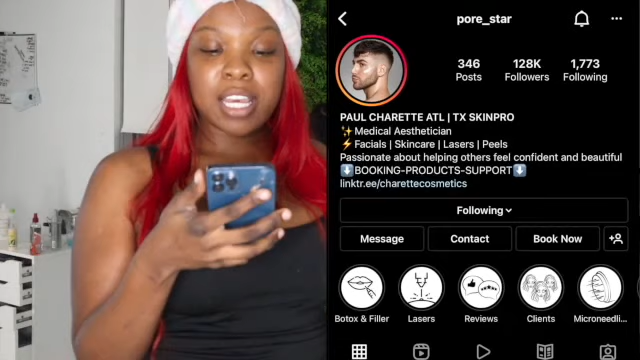 pore_star
346
128K
1,773
Posts
Followers
Following
PAUL CHARETTE ATL | TX SKINPRO
✨Medical Aesthetician
⚡Facials | Skincare | Lasers | Peels
Passionate about helping others feel confident and beautiful
⬇️BOOKING-PRODUCTS-SUPPORT⬇️
linktr.ee/charettecosmetics
Following
Message
Contact
Book Now
Botox & Filler
Lasers
Reviews
Clients
Microneedli...